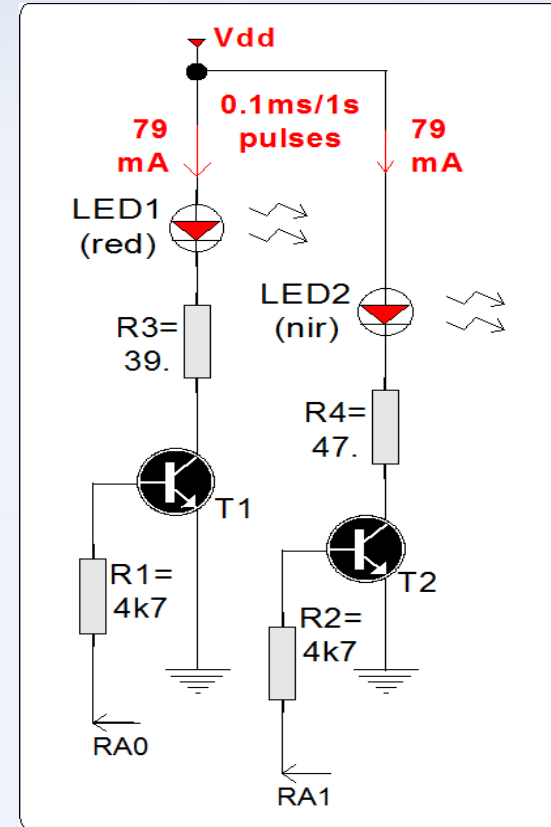 Vdd
0.1ms/1s
pulses
79
mA
79
mA
LED1
(red)
LED2
(nir)
R3=
39.
R4=
47.
T1
T2
R1=
4k7
R2=
4k7
RA0
RA1